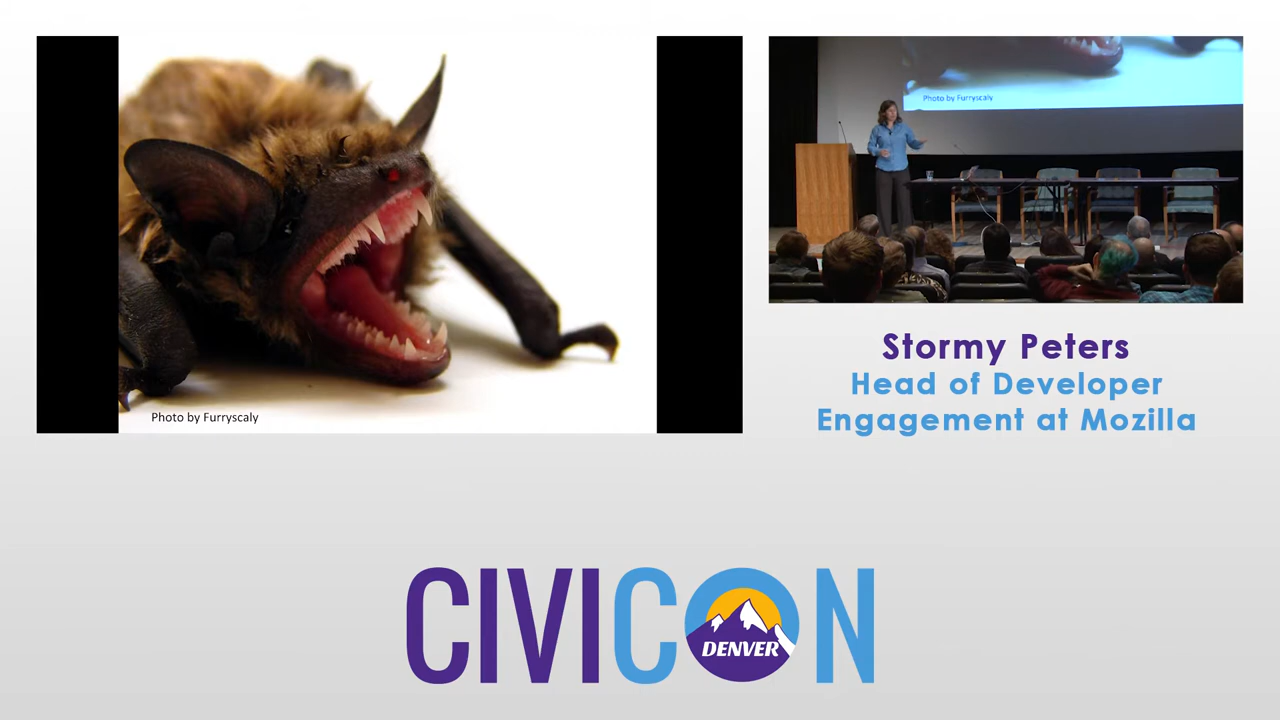 Photo by Furryscaly
Photo by Furryscaly
Stormy Peters
Head of Developer
Engagement at Mozilla
CIVICON
DENVER